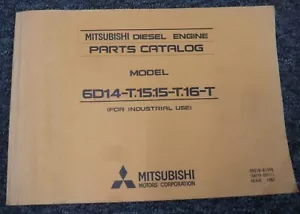 MITSUBISHI DIESEL ENGINE
PARTS CATALOG
MODEL
6D14-T.15.15-T.16-T
(FOR INDUSTRIAL USE)
MITSUBISHI
MOTORS CORPORATION